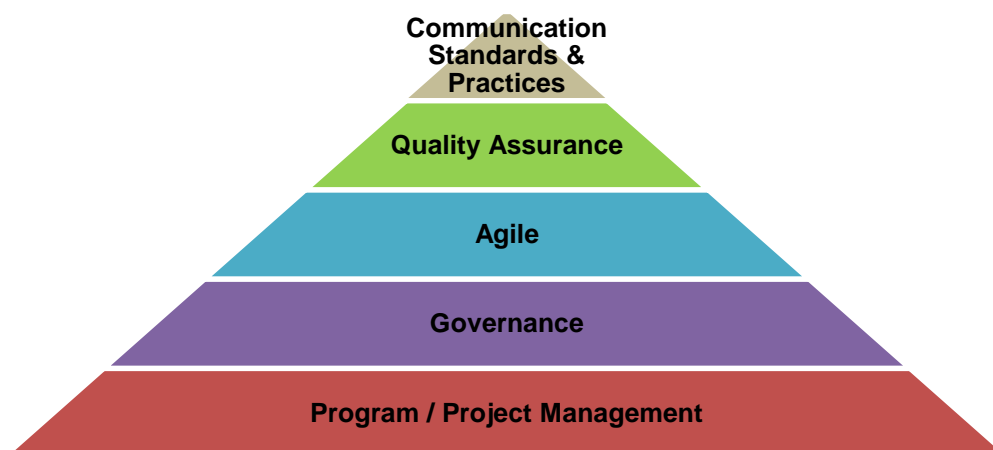 Communication
Standards &
Practices
Quality Assurance
Agile
Governance
Program / Project Management